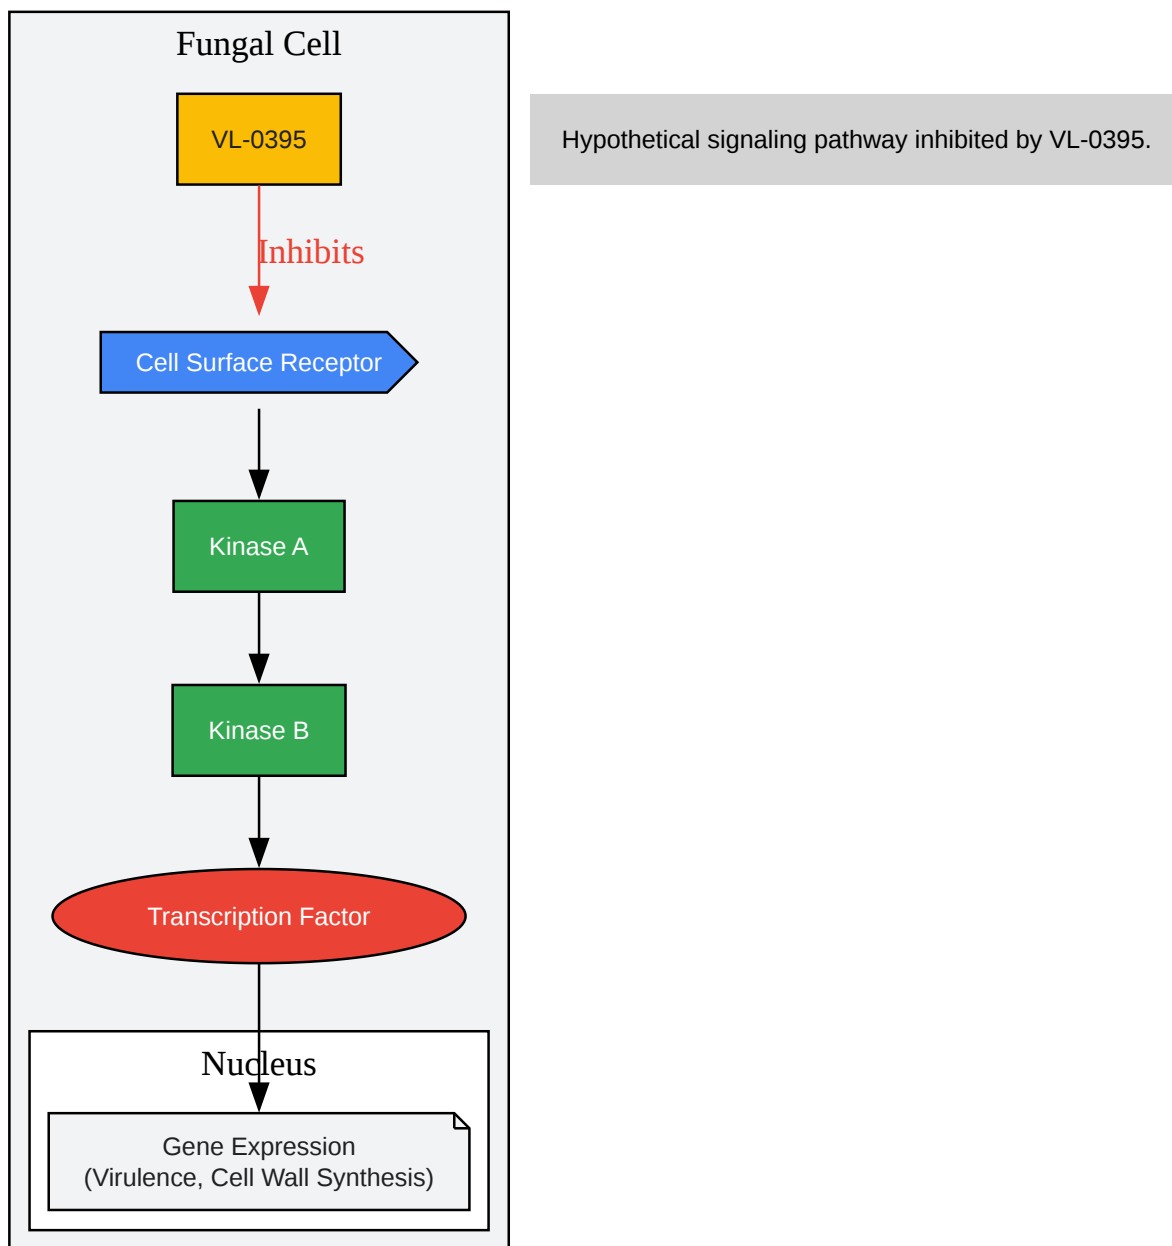 Fungal Cell
VL-0395
Hypothetical signaling pathway inhibited by VL-0395.
Inhibits
Cell Surface Receptor
Kinase A
Kinase B
Transcription Factor
Nucleus
Gene Expression
(Virulence, Cell Wall Synthesis)